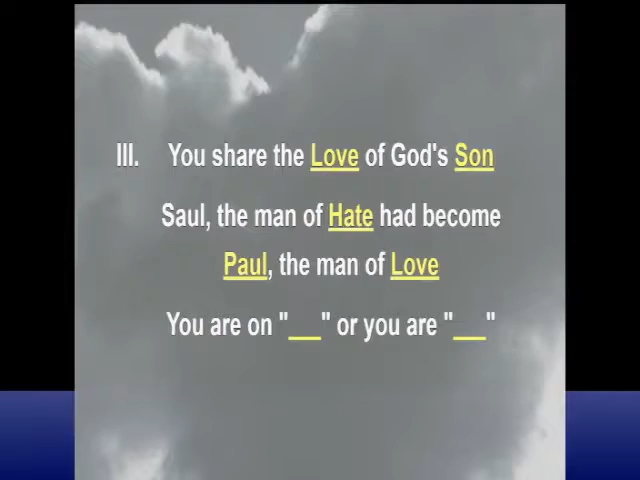 III. You share the Love of God's Son
Saul, the man of Hate had become
Paul, the man of Love
You are on "___" or you are "___"